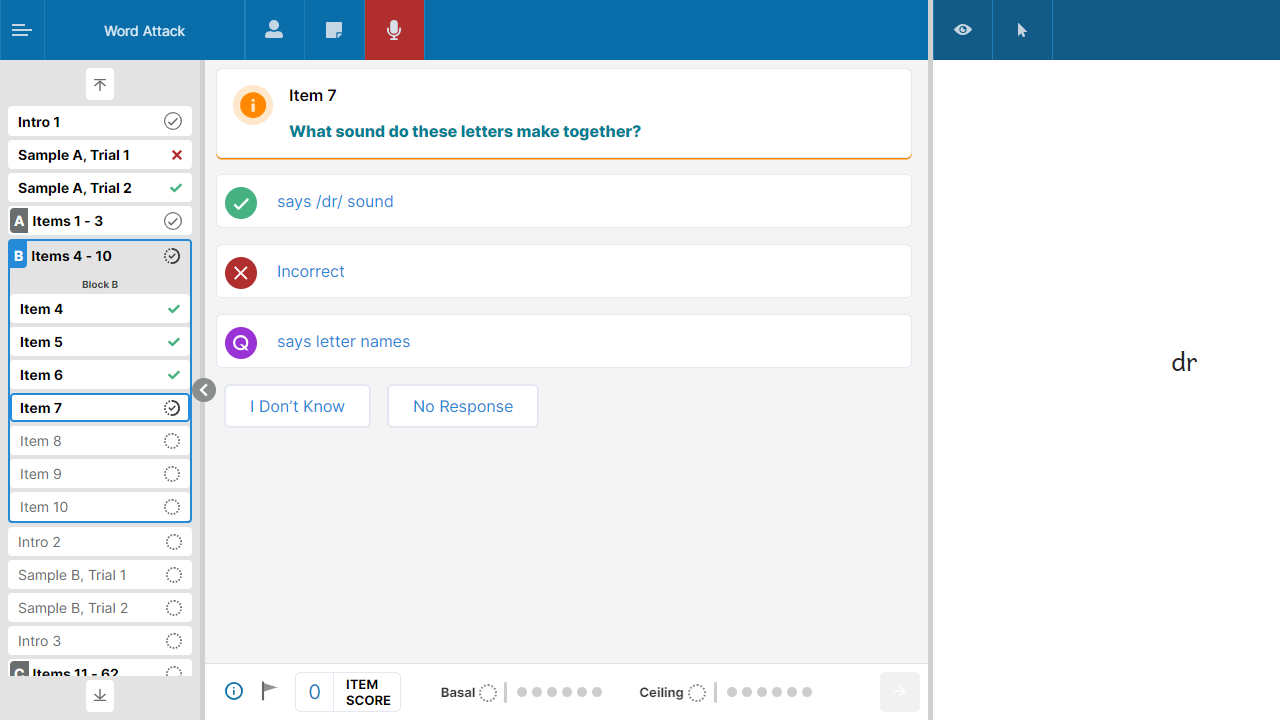 Word Attack
Intro 1
Sample A, Trial 1
Sample A, Trial 2
A Items 1 - 3
B Items 4 - 10
Block B
Item 4
Item 5
Item 6
Item 7
Item 8
Item 9
Item 10
Intro 2
Sample B, Trial 1
Sample B, Trial 2
Intro 3
C Items 11 - 62
Item 7
What sound do these letters make together?
says /dr/ sound
Incorrect
Q says letter names
I Don’t Know
No Response
0 ITEM SCORE
Basal
Ceiling
dr